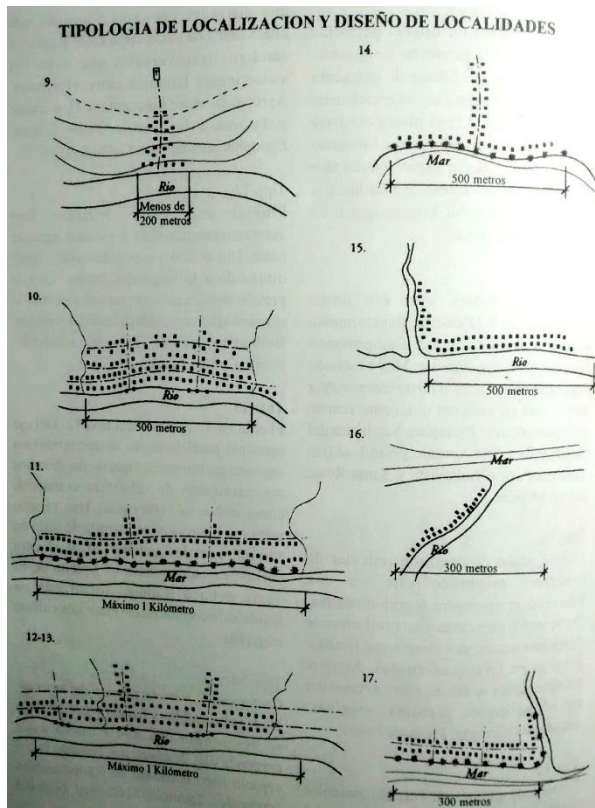 TIPOLOGIA DE LOCALIZACION Y DISEÑO DE LOCALIDADES
9.
Rio
Menos de
200 metros
10.
Rio
500 metros
11.
Mar
Máximo 1 Kilómetro
12-13.
Rio
Máximo 1 Kilómetro
14.
Mar
500 metros
15.
Rio
500 metros
16.
Mar
Rio
300 metros
17.
Mar
300 metros